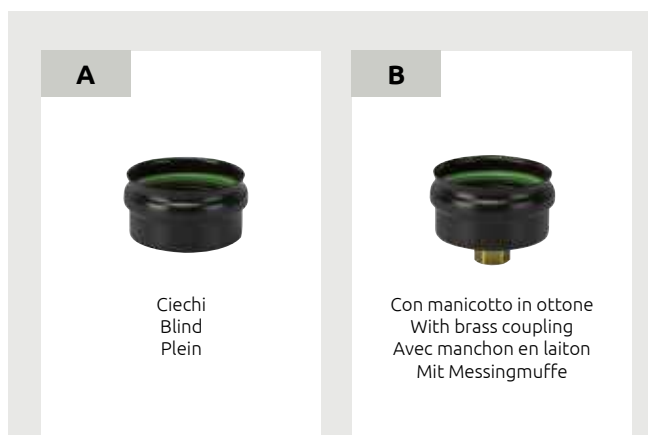 A
Ciechi
Blind
Plein
B
Con manicotto in ottone
With brass coupling
Avec manchon en laiton
Mit Messingmuffe